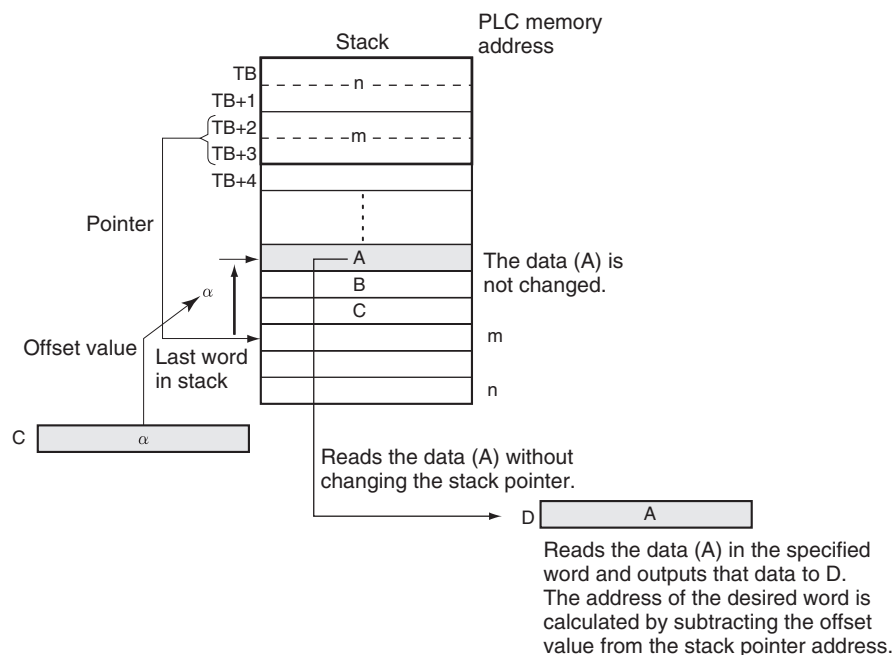 PLC memory
address
Stack
TB
n
TB+1
TB+2
m
TB+3
TB+4
Pointer
A
The data (A) is
not changed.
B
C
α
m
Offset value
Last word
in stack
n
C
α
Reads the data (A) without
changing the stack pointer.
D
A
Reads the data (A) in the specified
word and outputs that data to D.
The address of the desired word is
calculated by subtracting the offset
value from the stack pointer address.